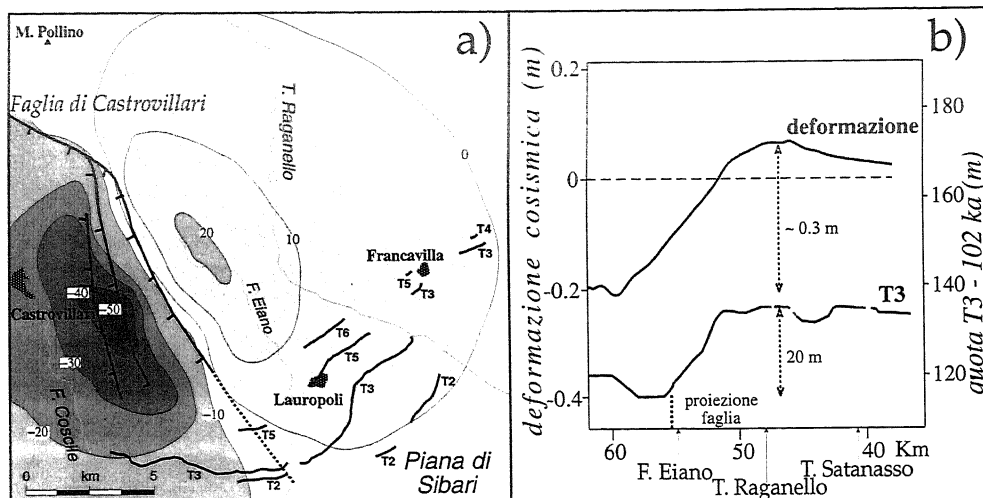 a)
M. Pollino
Faglia di Castrovillari
T. Raganello
0
20
10
T4
T3
Francavilla
T5
T3
F. Eiano
-40
-50
Castrovillari
-30
T6
T5
T3
Lauropoli
T2
-10
F. Coscile
-20
T5
T2
T3
T2
Piana di
Sibari
0
5
km
b)
deformazione cosismica (m)
0.2
0
-0.2
-0.4
deformazione
~ 0.3 m
T3
20 m
proiezione
faglia
180
160
140
120
quota T3 - 102 ka (m)
60
50
40
Km
F. Eiano
T. Satanasso
T. Raganello